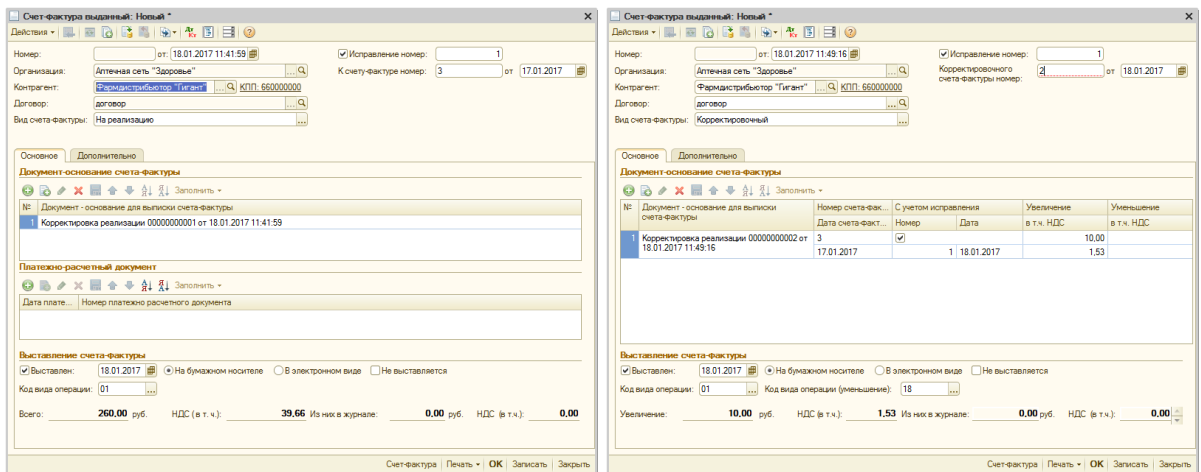 Счет-фактура выданный: Новый *
Действия
Номер: от: 18.01.2017 11:41:59 Исправление номер: 1
Организация: Аптечная сеть "Здоровье" ... К счету-фактуре номер: 3 от 17.01.2017
Контрагент: Фармдистрибьютор "Гигант" ... КПП: 660000000
Договор: договор ...
Вид счета-фактуры: На реализацию ...
Основное Дополнительно
Документ-основание счета-фактуры
Заполнить
№ Документ - основание для выписки счета-фактуры
1 Корректировка реализации 00000000001 от 18.01.2017 11:41:59
Платежно-расчетный документ
Заполнить
Дата плате... Номер платежно расчетного документа
Выставление счета-фактуры
Выставлен: 18.01.2017 На бумажном носителе В электронном виде Не выставляется
Код вида операции: 01 ...
Всего: 260,00 руб. НДС (в т. ч.): 39,66 Из них в журнале: 0,00 руб. НДС (в т.ч.): 0,00
Счет-фактура Печать OK Записать Закрыть
Счет-фактура выданный: Новый *
Действия
Номер: от: 18.01.2017 11:49:16 Исправление номер: 1
Организация: Аптечная сеть "Здоровье" ... Корректировочного счета-фактуры номер: 2 от 18.01.2017
Контрагент: Фармдистрибьютор "Гигант" ... КПП: 660000000
Договор: договор ...
Вид счета-фактуры: Корректировочный ...
Основное Дополнительно
Документ-основание счета-фактуры
Заполнить
№ Документ - основание для выписки счета-фактуры Номер счета-фак... С учетом исправления Увеличение Уменьшение
Дата счета-факт... Номер Дата в т.ч. НДС в т.ч. НДС
1 Корректировка реализации 00000000002 от 3 10,00
18.01.2017 11:49:16 17.01.2017 1 18.01.2017 1,53
Выставление счета-фактуры
Выставлен: 18.01.2017 На бумажном носителе В электронном виде Не выставляется
Код вида операции: 01 ... Код вида операции (уменьшение): 18 ...
Увеличение: 10,00 руб. НДС (в т.ч.): 1,53 Из них в журнале: 0,00 руб. НДС (в т.ч.): 0,00
Счет-фактура Печать OK Записать Закрыть